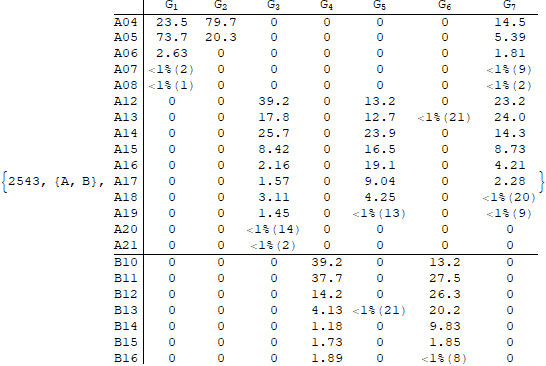 G₁ G₂ G₃ G₄ G₅ G₆ G₇
A04 23.5 79.7 0 0 0 0 14.5
A05 73.7 20.3 0 0 0 0 5.39
A06 2.63 0 0 0 0 0 1.81
A07 <1%(2) 0 0 0 0 0 <1%(9)
A08 <1%(1) 0 0 0 0 0 <1%(2)
A12 0 0 39.2 0 13.2 0 23.2
A13 0 0 17.8 0 12.7 <1%(21) 24.0
A14 0 0 25.7 0 23.9 0 14.3
A15 0 0 8.42 0 16.5 0 8.73
A16 0 0 2.16 0 19.1 0 4.21
{2543, {A, B}, A17 0 0 1.57 0 9.04 0 2.28 }
A18 0 0 3.11 0 4.25 0 <1%(20)
A19 0 0 1.45 0 <1%(13) 0 <1%(9)
A20 0 0 <1%(14) 0 0 0 0
A21 0 0 <1%(2) 0 0 0 0
B10 0 0 0 39.2 0 13.2 0
B11 0 0 0 37.7 0 27.5 0
B12 0 0 0 14.2 0 26.3 0
B13 0 0 0 4.13 <1%(21) 20.2 0
B14 0 0 0 1.18 0 9.83 0
B15 0 0 0 1.73 0 1.85 0
B16 0 0 0 1.89 0 <1%(8) 0